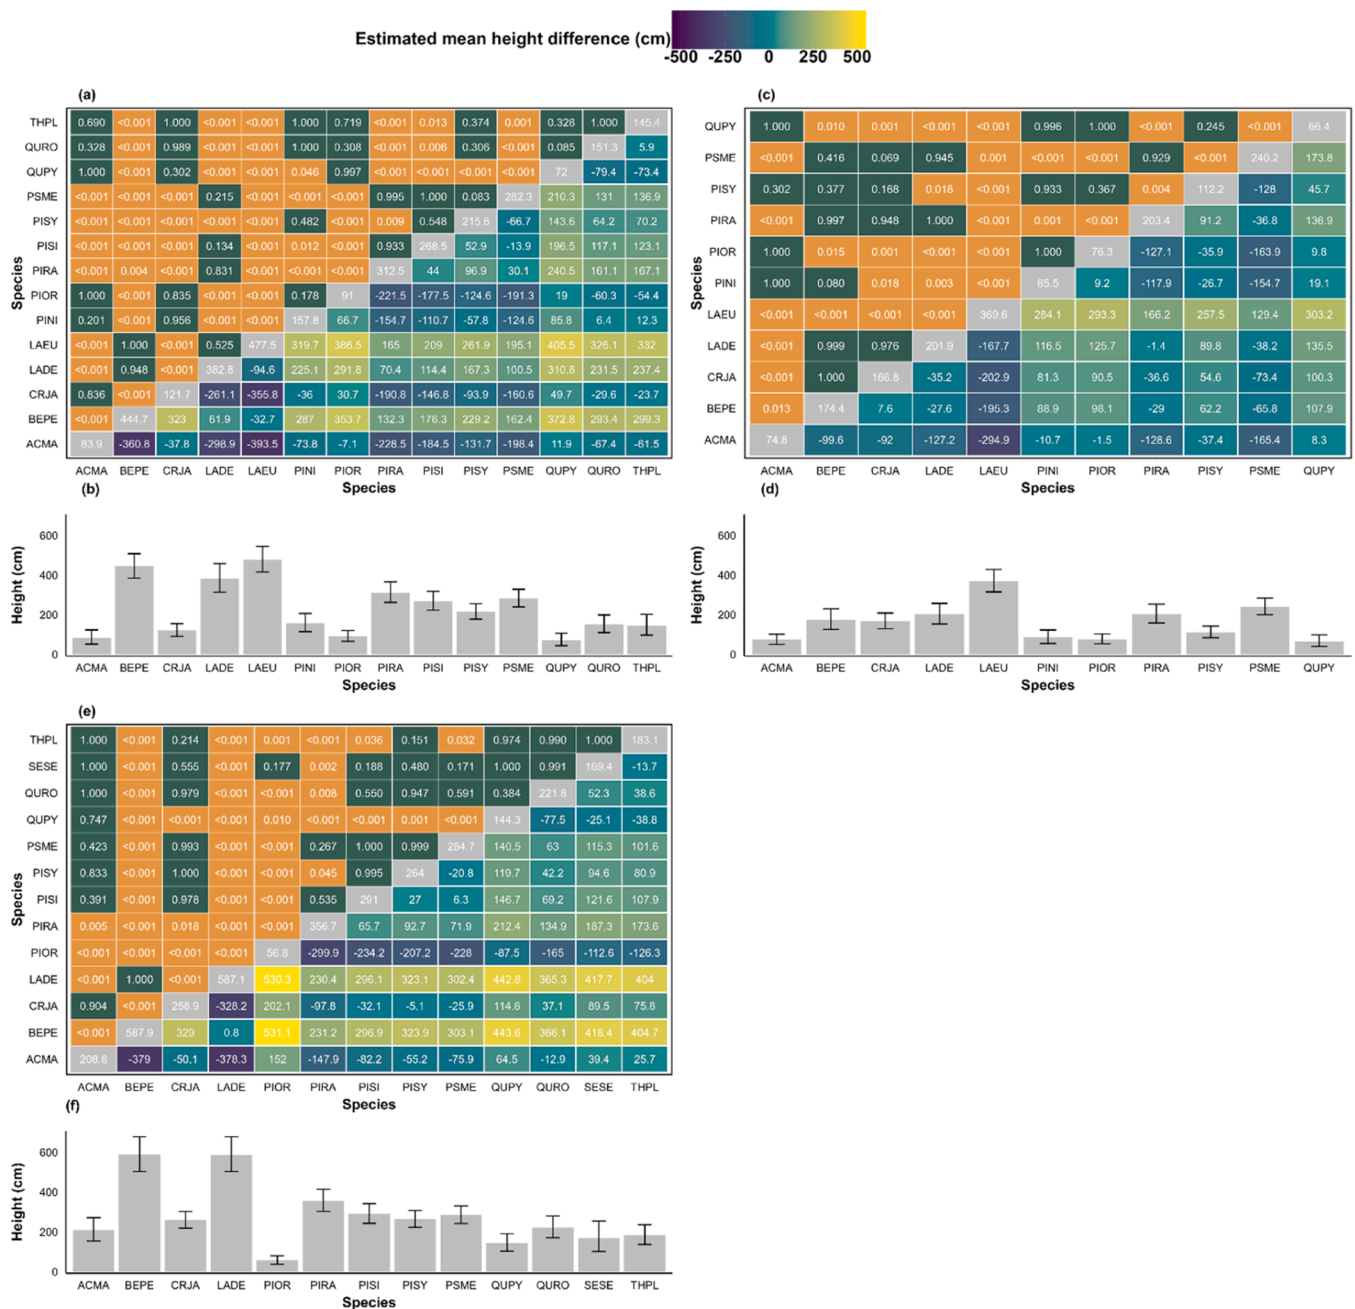 Estimated mean height difference (cm)
-500 -250 0 250 500
(a)
THPL 0.690 <0.001 1.000 <0.001 <0.001 1.000 0.719 <0.001 0.013 0.374 0.001 0.328 1.000 145.4
QURO 0.328 <0.001 0.989 <0.001 <0.001 1.000 0.308 <0.001 0.006 0.306 <0.001 0.085 151.3 5.9
QUPY 1.000 <0.001 0.302 <0.001 <0.001 0.046 0.997 <0.001 <0.001 <0.001 <0.001 72 -79.4 -73.4
PSME <0.001 <0.001 <0.001 0.215 <0.001 <0.001 <0.001 0.995 1.000 0.083 282.3 210.3 131 136.9
PISY <0.001 <0.001 <0.001 <0.001 <0.001 0.482 <0.001 0.009 0.548 215.6 -66.7 143.6 64.2 70.2
PISI <0.001 <0.001 <0.001 0.134 <0.001 0.012 <0.001 0.933 268.5 52.9 -13.9 196.5 117.1 123.1
PIRA <0.001 0.004 <0.001 0.831 <0.001 <0.001 <0.001 312.5 44 96.9 30.1 240.5 161.1 167.1
PIOR 1.000 <0.001 0.835 <0.001 <0.001 0.178 91 -221.5 -177.5 -124.6 -191.3 19 -60.3 -54.4
PINI 0.201 <0.001 0.956 <0.001 <0.001 157.8 66.7 -154.7 -110.7 -57.8 -124.6 85.8 6.4 12.3
LAEU <0.001 1.000 <0.001 0.525 477.5 319.7 386.5 165 209 261.9 195.1 405.5 326.1 332
LADE <0.001 0.948 <0.001 382.8 -94.6 225.1 291.8 70.4 114.4 167.3 100.5 310.8 231.5 237.4
CRJA 0.836 <0.001 121.7 -261.1 -355.8 -36 30.7 -190.8 -146.8 -93.9 -160.6 49.7 -29.6 -23.7
BEPE <0.001 444.7 323 61.9 -32.7 287 353.7 132.3 176.3 229.2 162.4 372.8 293.4 299.3
ACMA 83.9 -360.8 -37.8 -298.9 -393.5 -73.8 -7.1 -228.5 -184.5 -131.7 -198.4 11.9 -67.4 -61.5
ACMA BEPE CRJA LADE LAEU PINI PIOR PIRA PISI PISY PSME QUPY QURO THPL
Species
Species
(c)
QUPY 1.000 0.010 0.001 <0.001 <0.001 0.996 1.000 <0.001 0.245 <0.001 66.4
PSME <0.001 0.416 0.069 0.945 0.001 <0.001 <0.001 0.929 <0.001 240.2 173.8
PISY 0.302 0.377 0.168 0.018 <0.001 0.933 0.367 0.004 112.2 -128 45.7
PIRA <0.001 0.997 0.948 1.000 <0.001 0.001 <0.001 203.4 91.2 -36.8 136.9
PIOR 1.000 0.015 0.001 <0.001 <0.001 1.000 76.3 -127.1 -35.9 -163.9 9.8
PINI 1.000 0.080 0.018 0.003 <0.001 85.5 9.2 -117.9 -26.7 -154.7 19.1
LAEU <0.001 <0.001 <0.001 <0.001 369.6 284.1 293.3 166.2 257.5 129.4 303.2
LADE <0.001 0.999 0.976 201.9 -167.7 116.5 125.7 -1.4 89.8 -38.2 135.5
CRJA <0.001 1.000 166.8 -35.2 -202.9 81.3 90.5 -36.6 54.6 -73.4 100.3
BEPE 0.013 174.4 7.6 -27.6 -195.3 88.9 98.1 -29 62.2 -65.8 107.9
ACMA 74.8 -99.6 -92 -127.2 -294.9 -10.7 -1.5 -128.6 -37.4 -165.4 8.3
ACMA BEPE CRJA LADE LAEU PINI PIOR PIRA PISY PSME QUPY
Species
Species
(b)
Height (cm)
600
400
200
0
ACMA BEPE CRJA LADE LAEU PINI PIOR PIRA PISI PISY PSME QUPY QURO THPL
Species
(d)
Height (cm)
600
400
200
0
ACMA BEPE CRJA LADE LAEU PINI PIOR PIRA PISY PSME QUPY
Species
(e)
THPL 1.000 <0.001 0.214 <0.001 0.001 <0.001 0.036 0.151 0.032 0.974 0.990 1.000 183.1
SESE 1.000 <0.001 0.555 <0.001 0.177 0.002 0.188 0.480 0.171 1.000 0.991 169.4 -13.7
QURO 1.000 <0.001 0.979 <0.001 <0.001 0.008 0.550 0.947 0.591 0.384 221.8 52.3 38.6
QUPY 0.747 <0.001 <0.001 <0.001 0.010 <0.001 <0.001 0.001 <0.001 144.3 -77.5 -25.1 -38.8
PSME 0.423 <0.001 0.993 <0.001 <0.001 0.267 1.000 0.999 284.7 140.5 63 115.3 101.6
PISY 0.833 <0.001 1.000 <0.001 <0.001 0.045 0.995 264 -20.8 119.7 42.2 94.6 80.9
PISI 0.391 <0.001 0.978 <0.001 <0.001 0.535 291 27 6.3 146.7 69.2 121.6 107.9
PIRA 0.005 <0.001 0.018 <0.001 <0.001 356.7 65.7 92.7 71.9 212.4 134.9 187.3 173.6
PIOR <0.001 <0.001 <0.001 <0.001 56.8 -299.9 -234.2 -207.2 -228 -87.5 -165 -112.6 -126.3
LADE <0.001 1.000 <0.001 587.1 530.3 230.4 296.1 323.1 302.4 442.8 365.3 417.7 404
CRJA 0.904 <0.001 258.9 -328.2 202.1 -97.8 -32.1 -5.1 -25.9 114.6 37.1 89.5 75.8
BEPE <0.001 587.9 329 0.8 531.1 231.2 296.9 323.9 303.1 443.6 366.1 418.4 404.7
ACMA 208.8 -379 -50.1 -378.3 152 -147.9 -82.2 -55.2 -75.9 64.5 -12.9 39.4 25.7
ACMA BEPE CRJA LADE PIOR PIRA PISI PISY PSME QUPY QURO SESE THPL
Species
Species
(f)
Height (cm)
600
400
200
0
ACMA BEPE CRJA LADE PIOR PIRA PISI PISY PSME QUPY QURO SESE THPL
Species